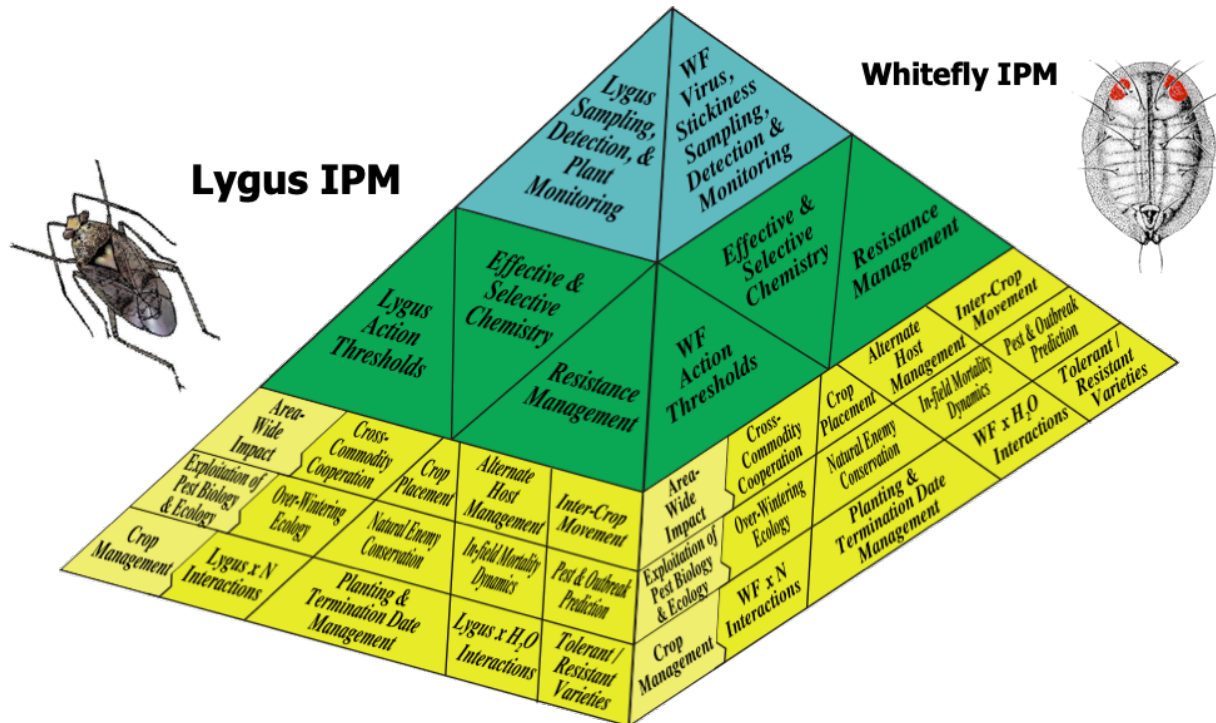 Lygus IPM
Whitefly IPM
Lygus
Sampling,
Detection, &
Plant
Monitoring
WF
Virus,
Stickiness
Sampling,
Detection &
Monitoring
Lygus
Action
Thresholds
Effective &
Selective
Chemistry
Resistance
Management
WF
Action
Thresholds
Effective &
Selective
Chemistry
Resistance
Management
Area-
Wide
Impact
Cross-
Commodity
Cooperation
Crop
Placement
Alternate
Host
Management
Inter-Crop
Movement
Exploitation of
Pest Biology
& Ecology
Over-Wintering
Ecology
Natural Enemy
Conservation
In-field Mortality
Dynamics
Pest & Outbreak
Prediction
Crop
Management
Lygus x N
Interactions
Planting &
Termination Date
Management
Lygus x H₂O
Interactions
Tolerant /
Resistant
Varieties
Area-
Wide
Impact
Cross-
Commodity
Cooperation
Crop
Placement
Alternate
Host
Management
Inter-Crop
Movement
Exploitation of
Pest Biology
& Ecology
Over-Wintering
Ecology
Natural Enemy
Conservation
In-field Mortality
Dynamics
Pest & Outbreak
Prediction
Crop
Management
WF x N
Interactions
Planting &
Termination Date
Management
WF x H₂O
Interactions
Tolerant /
Resistant
Varieties